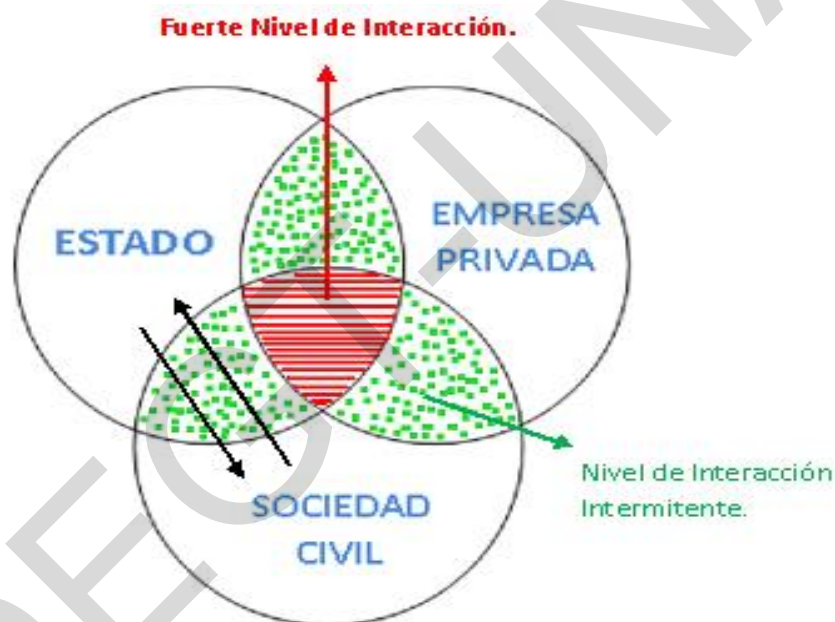 Fuerte Nivel de Interacción.
ESTADO
EMPRESA
PRIVADA
Nivel de Interacción
Intermitente.
SOCIEDAD
CIVIL